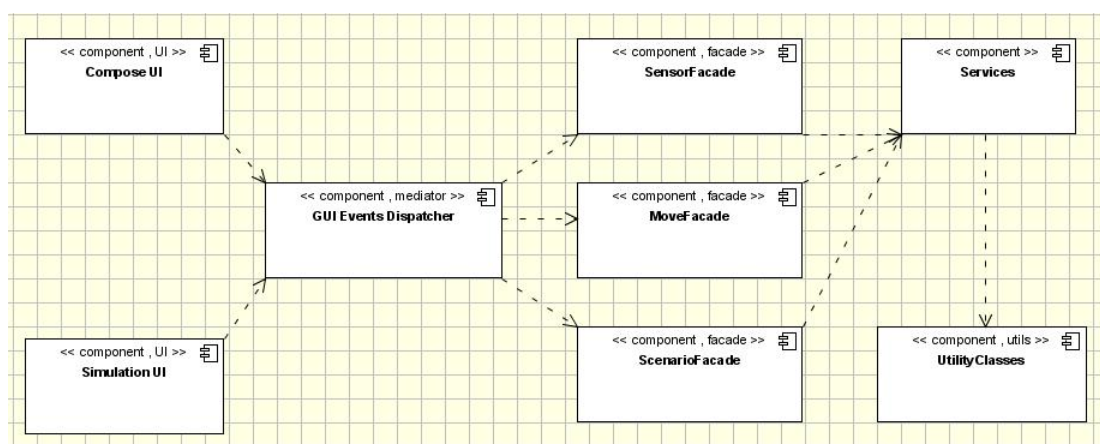 << component , UI >>
Compose UI
<< component , facade >>
SensorFacade
<< component >>
Services
<< component , mediator >>
GUI Events Dispatcher
<< component , facade >>
MoveFacade
<< component , UI >>
Simulation UI
<< component , facade >>
ScenarioFacade
<< component , utils >>
UtilityClasses